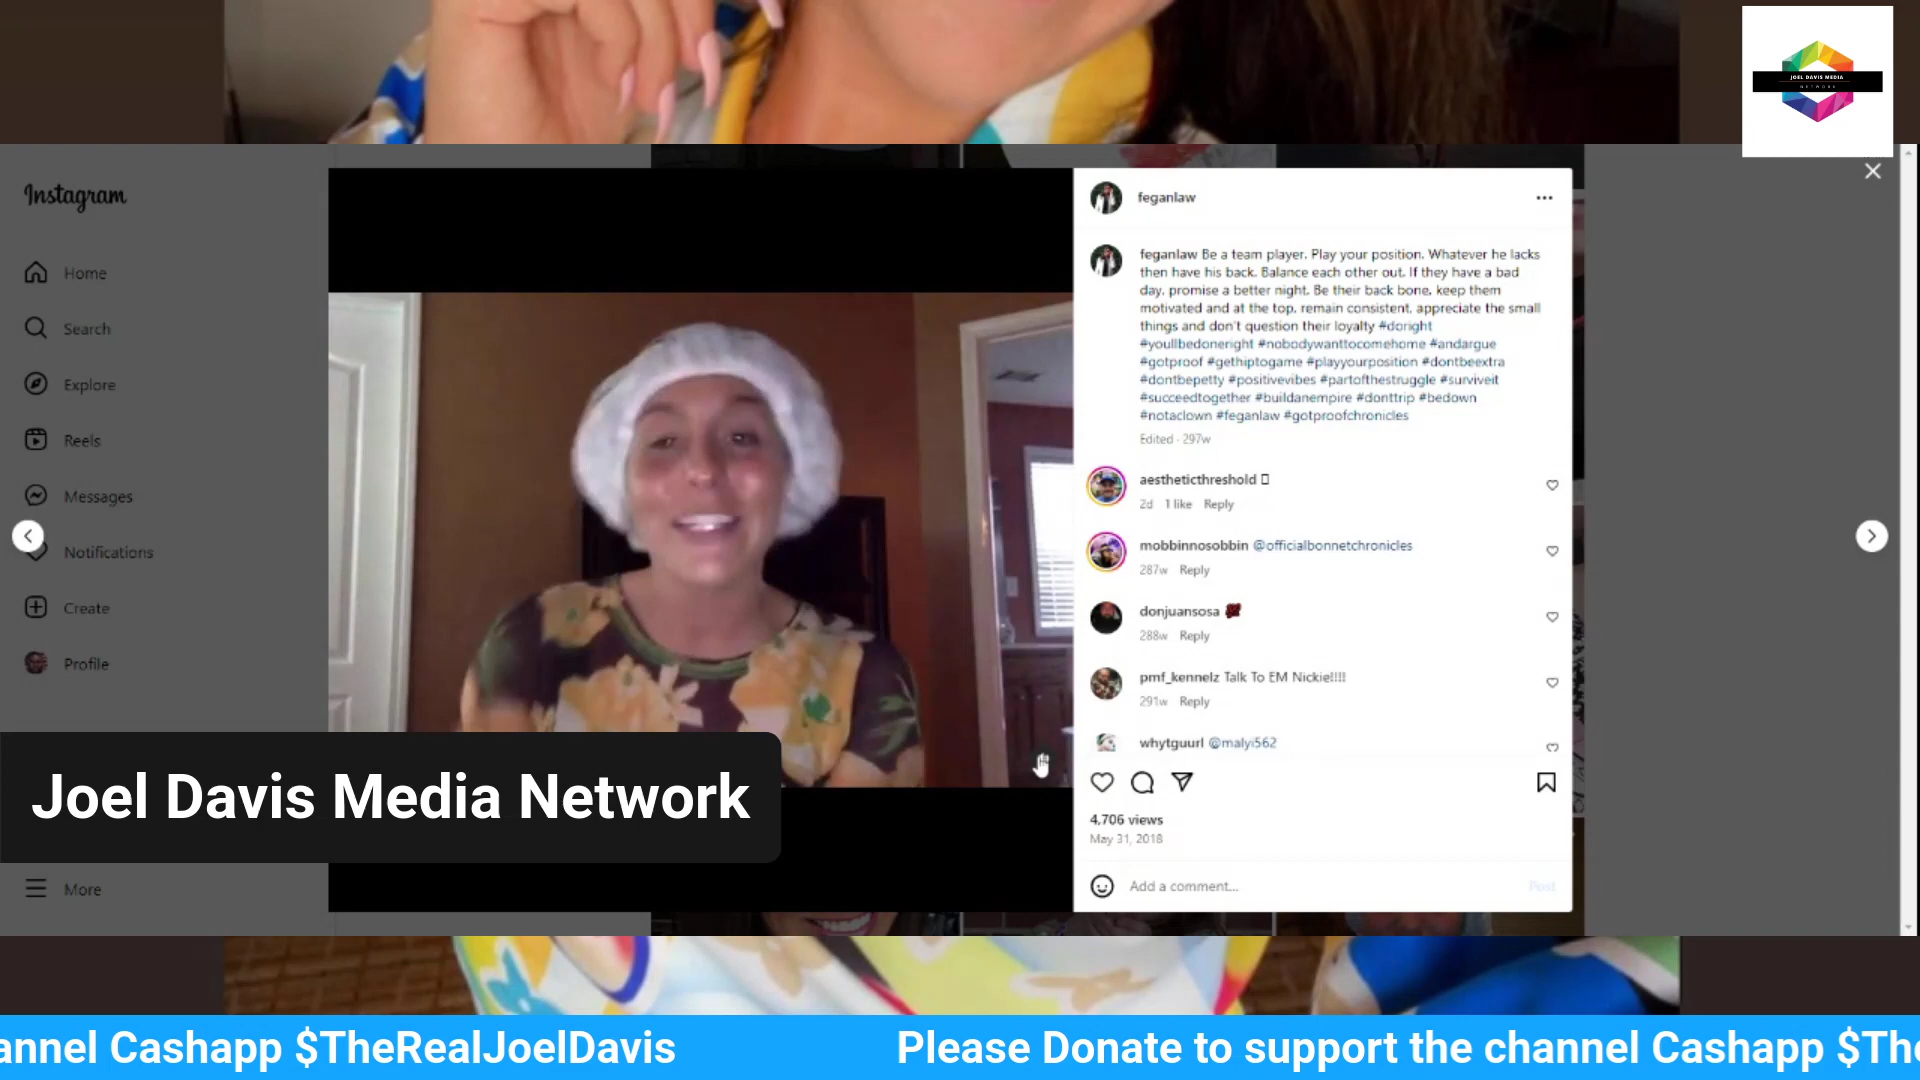 JOEL DAVIS MEDIA
NETWORK
Instagram
Home
Search
Explore
Reels
Messages
Notifications
Create
Profile
More
feganlaw
feganlaw Be a team player. Play your position. Whatever he lacks
then have his back. Balance each other out. If they have a bad
day, promise a better night. Be their back bone, keep them
motivated and at the top, remain consistent, appreciate the small
things and don't question their loyalty #doright
#youllbedoneright #nobodywanttocomehome #andargue
#gotproof #gethiptogame #playyourposition #dontbeextra
#dontbepetty #positivevibes #partofthestruggle #surviveit
#succeedtogether #buildanempire #donttrip #bedown
#notaclown #feganlaw #gotproofchronicles
Edited · 297w
aestheticthreshold
2d 1 like Reply
mobbinnosobbin @officialbonnetchronicles
287w Reply
donjuansosa 💯
288w Reply
pmf_kennelz Talk To EM Nickie!!!!
291w Reply
whytguurl @malyi562
4,706 views
May 31, 2018
Add a comment...
Post
Joel Davis Media Network
annel Cashapp $TheRealJoelDavis
Please Donate to support the channel Cashapp $The